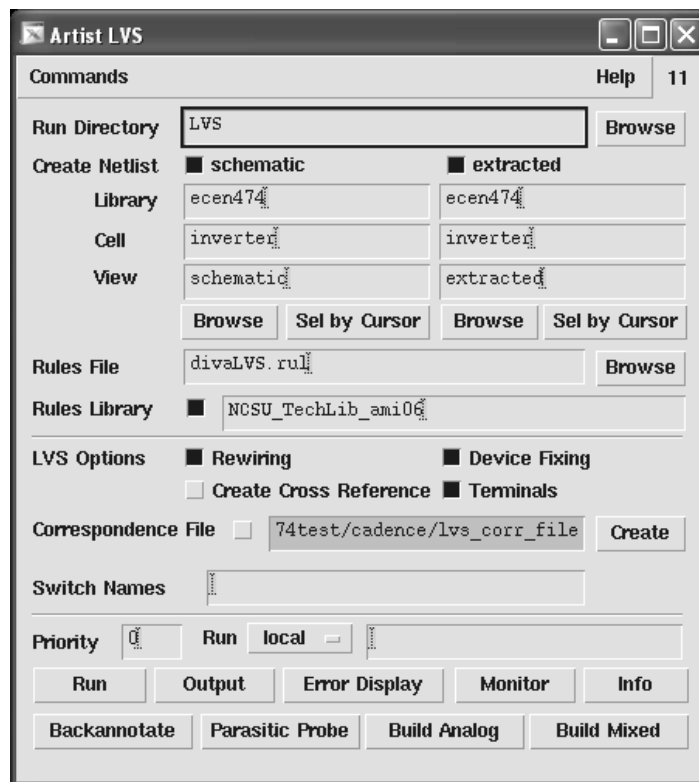 Artist LVS
Commands Help 11
Run Directory LVS Browse
Create Netlist schematic extracted
Library ecen474 ecen474
Cell inverter inverter
View schematic extracted
Browse Sel by Cursor Browse Sel by Cursor
Rules File divaLVS.rul Browse
Rules Library NCSU_TechLib_ami06
LVS Options Rewiring Device Fixing
Create Cross Reference Terminals
Correspondence File 74test/cadence/lvs_corr_file Create
Switch Names
Priority 0 Run local
Run Output Error Display Monitor Info
Backannotate Parasitic Probe Build Analog Build Mixed